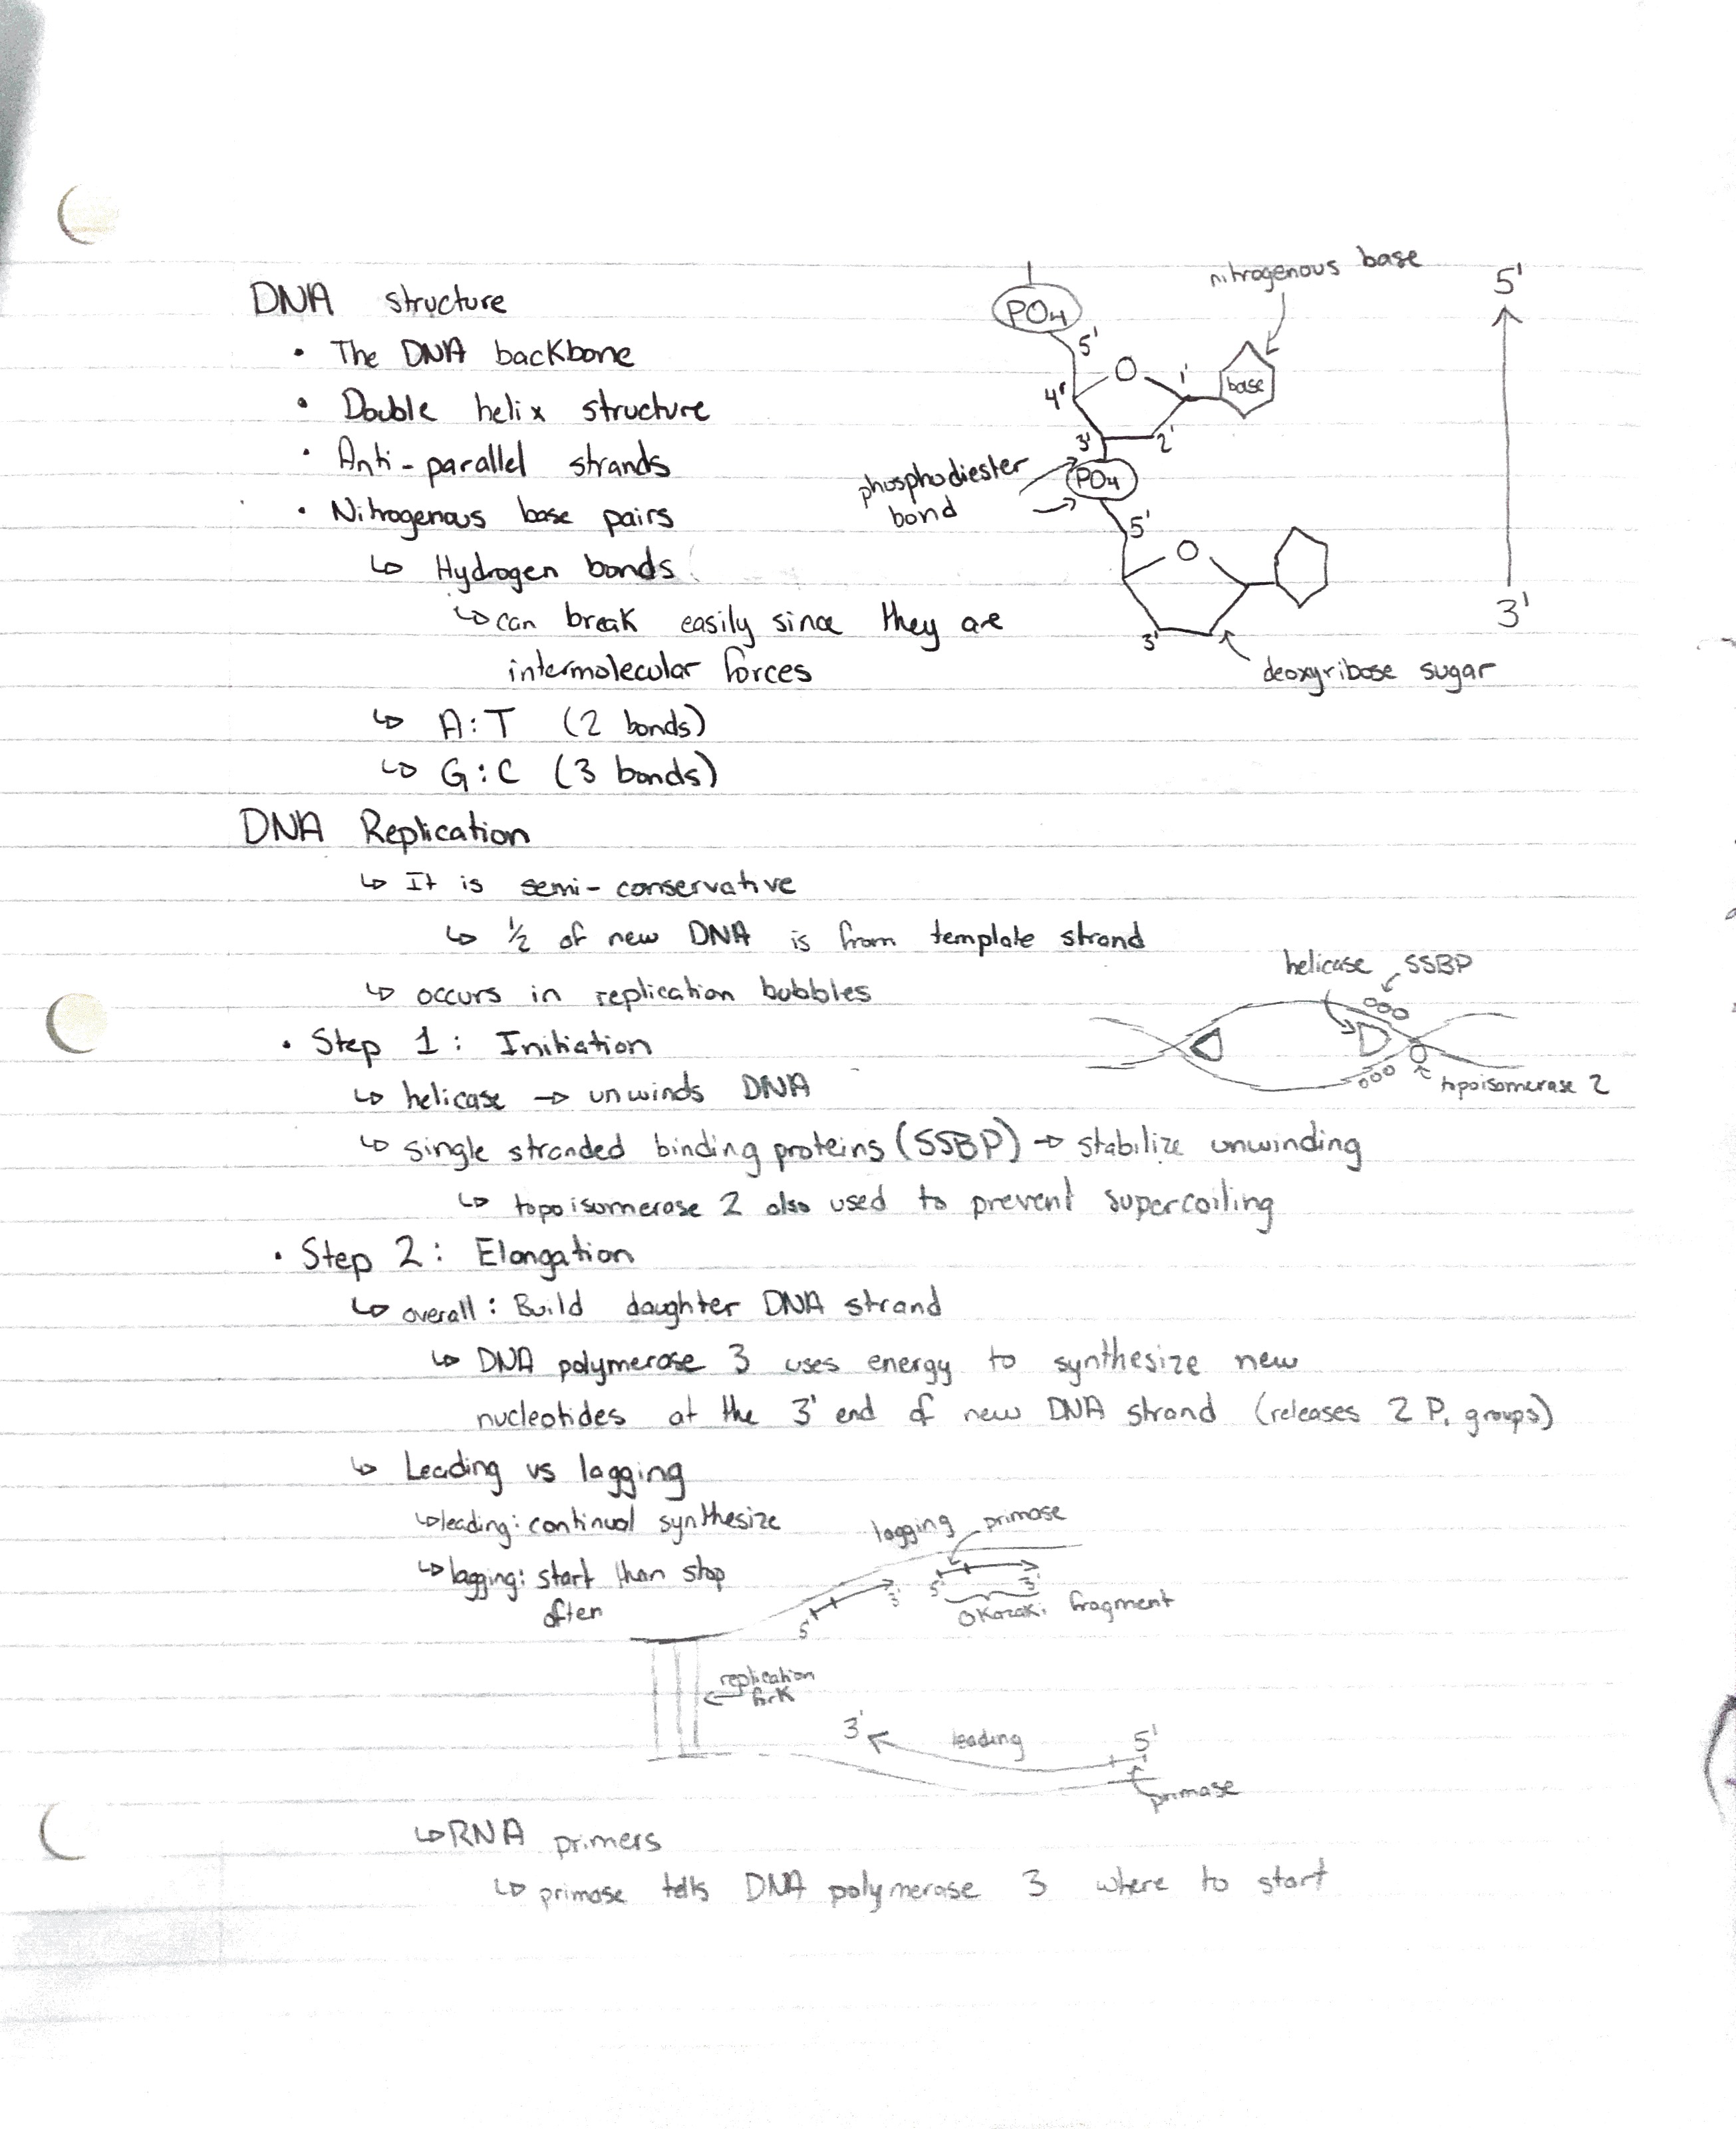 DNA structure
• The DNA backbone
• Double helix structure
• Anti-parallel strands
• Nitrogenous base pairs
↳ Hydrogen bonds
↳ can break easily since they are
intermolecular forces
↳ A:T (2 bonds)
↳ G:C (3 bonds)
nitrogenous base
PO4
5'
O
1'
base
4'
3'
2'
phosphodiester
bond
PO4
5'
O
3'
deoxyribose sugar
5'
3'
DNA Replication
↳ It is semi-conservative
↳ 1/2 of new DNA is from template strand
↳ occurs in replication bubbles
helicase
SSBP
topoisomerase 2
• Step 1: Initiation
↳ helicase → unwinds DNA
↳ single stranded binding proteins (SSBP) → stabilize unwinding
↳ topoisomerase 2 also used to prevent supercoiling
• Step 2: Elongation
↳ overall: Build daughter DNA strand
↳ DNA polymerase 3 uses energy to synthesize new
nucleotides at the 3' end of new DNA strand (releases 2 Pi groups)
↳ Leading vs lagging
↳ leading: continual synthesize
↳ lagging: start than stop
often
lagging
primase
5'
3'
5'
3'
Okazaki fragment
replication
fork
3'
leading
5'
primase
↳ RNA primers
↳ primase tells DNA polymerase 3 where to start